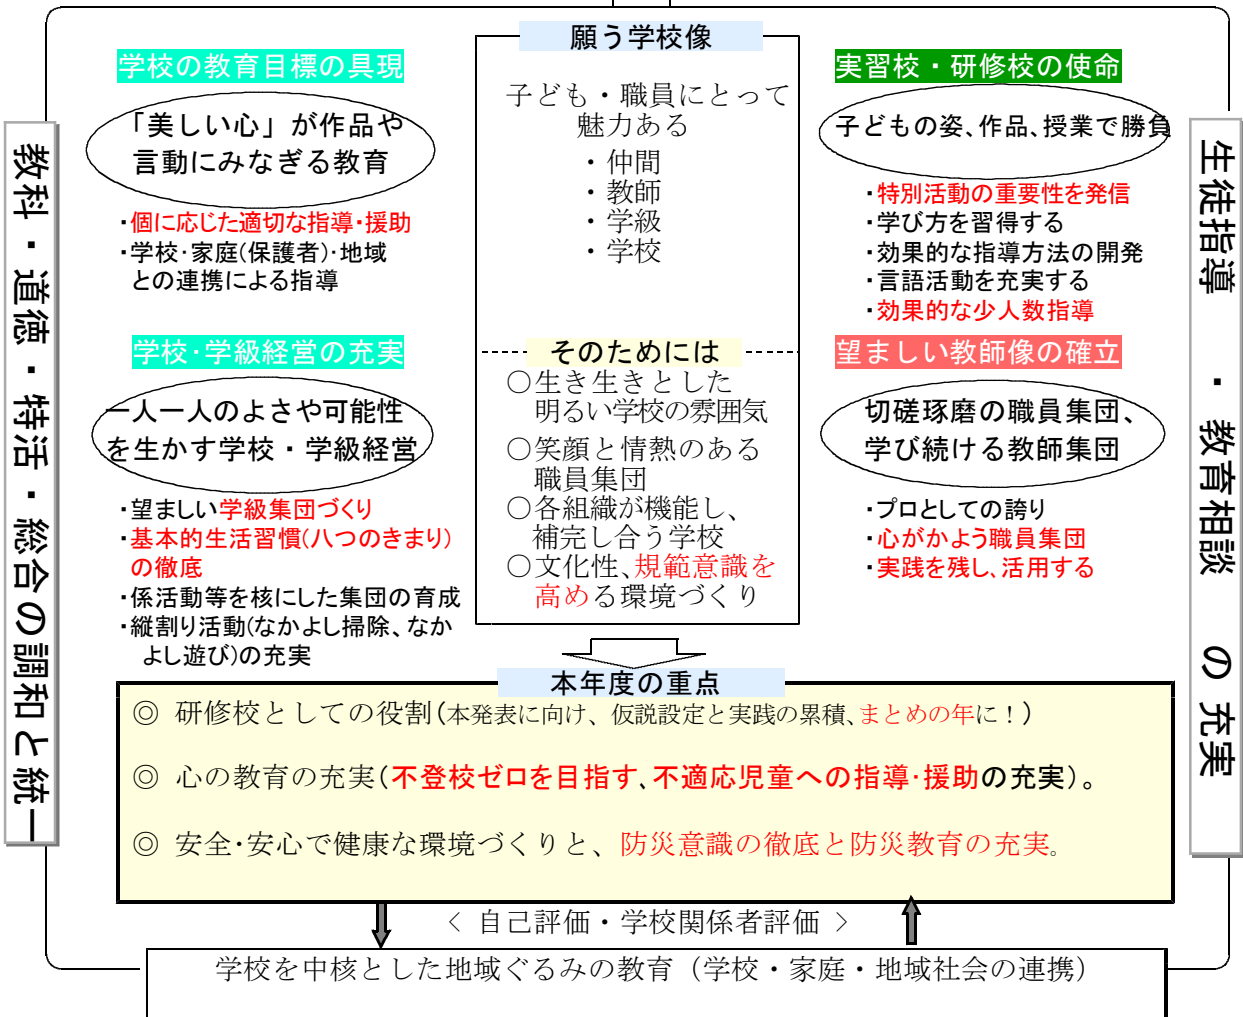 教科・道徳・特活・総合の調和と統一
学校の教育目標の具現
「美しい心」が作品や
言動にみなぎる教育
・個に応じた適切な指導・援助
・学校・家庭(保護者)・地域
との連携による指導
学校・学級経営の充実
一人一人のよさや可能性
を生かす学校・学級経営
・望ましい学級集団づくり
・基本的生活習慣(八つのきまり)
の徹底
・係活動等を核にした集団の育成
・縦割り活動(なかよし掃除、なか
よし遊び)の充実
願う学校像
子ども・職員にとって
魅力ある
・仲間
・教師
・学級
・学校
そのためには
○生き生きとした
明るい学校の雰囲気
○笑顔と情熱のある
職員集団
○各組織が機能し、
補完し合う学校
○文化性、規範意識を
高める環境づくり
実習校・研修校の使命
子どもの姿、作品、授業で勝負
・特別活動の重要性を発信
・学び方を習得する
・効果的な指導方法の開発
・言語活動を充実する
・効果的な少人数指導
望ましい教師像の確立
切磋琢磨の職員集団、
学び続ける教師集団
・プロとしての誇り
・心がかよう職員集団
・実践を残し、活用する
生徒指導 ・ 教育相談 の 充実
本年度の重点
◎ 研修校としての役割(本発表に向け、仮説設定と実践の累積、まとめの年に！)
◎ 心の教育の充実(不登校ゼロを目指す、不適応児童への指導・援助の充実)。
◎ 安全・安心で健康な環境づくりと、防災意識の徹底と防災教育の充実。
< 自己評価・学校関係者評価 >
学校を中核とした地域ぐるみの教育（学校・家庭・地域社会の連携）